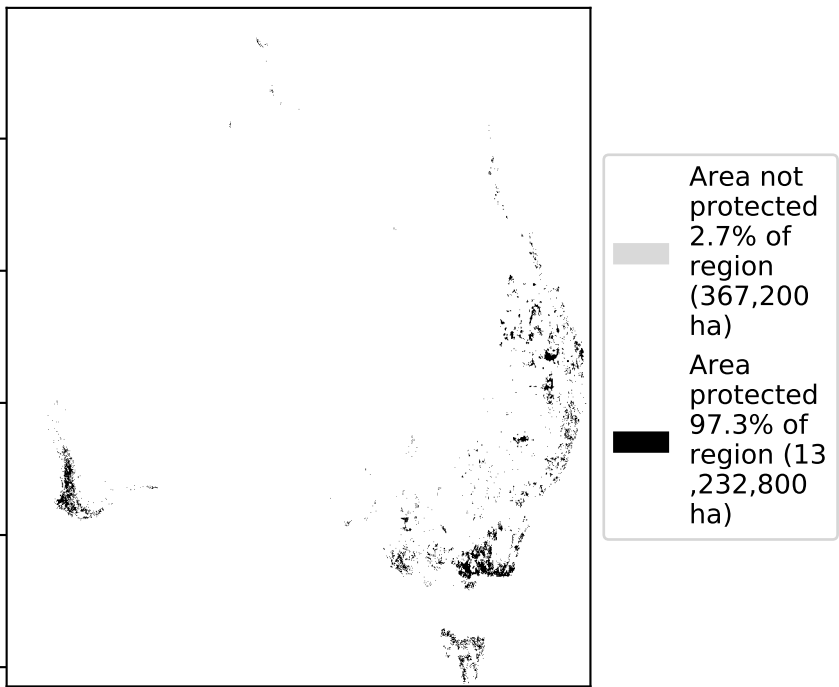 Area not
protected
2.7% of
region
(367,200
ha)
Area
protected
97.3% of
region (13
,232,800
ha)